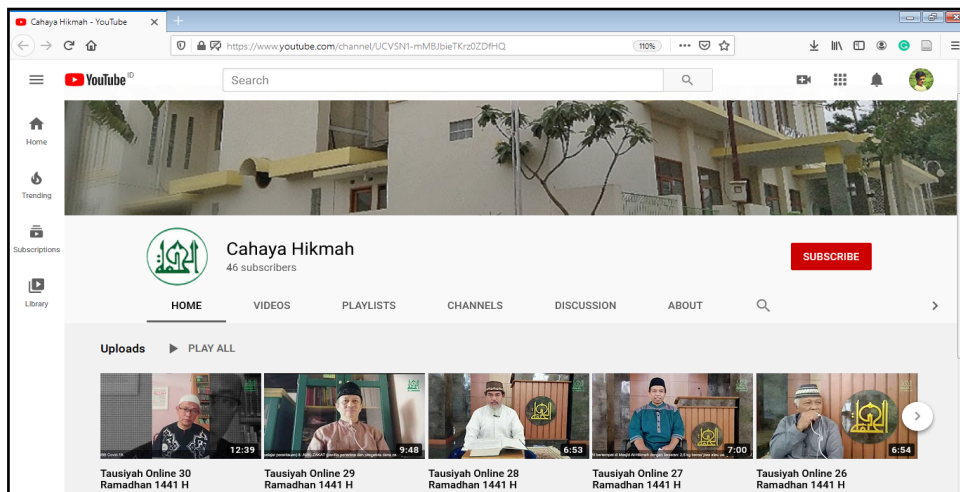 Cahaya Hikmah - YouTube
https://www.youtube.com/channel/UCVSN1-mMBJbieTKrz0ZDfHQ
110%
YouTube ID
Search
Home
Trending
Subscriptions
Library
Cahaya Hikmah
46 subscribers
SUBSCRIBE
HOME VIDEOS PLAYLISTS CHANNELS DISCUSSION ABOUT
Uploads PLAY ALL
12:39 9:48 6:53 7:00 6:54
Tausiyah Online 30
Ramadhan 1441 H
Tausiyah Online 29
Ramadhan 1441 H
Tausiyah Online 28
Ramadhan 1441 H
Tausiyah Online 27
Ramadhan 1441 H
Tausiyah Online 26
Ramadhan 1441 H